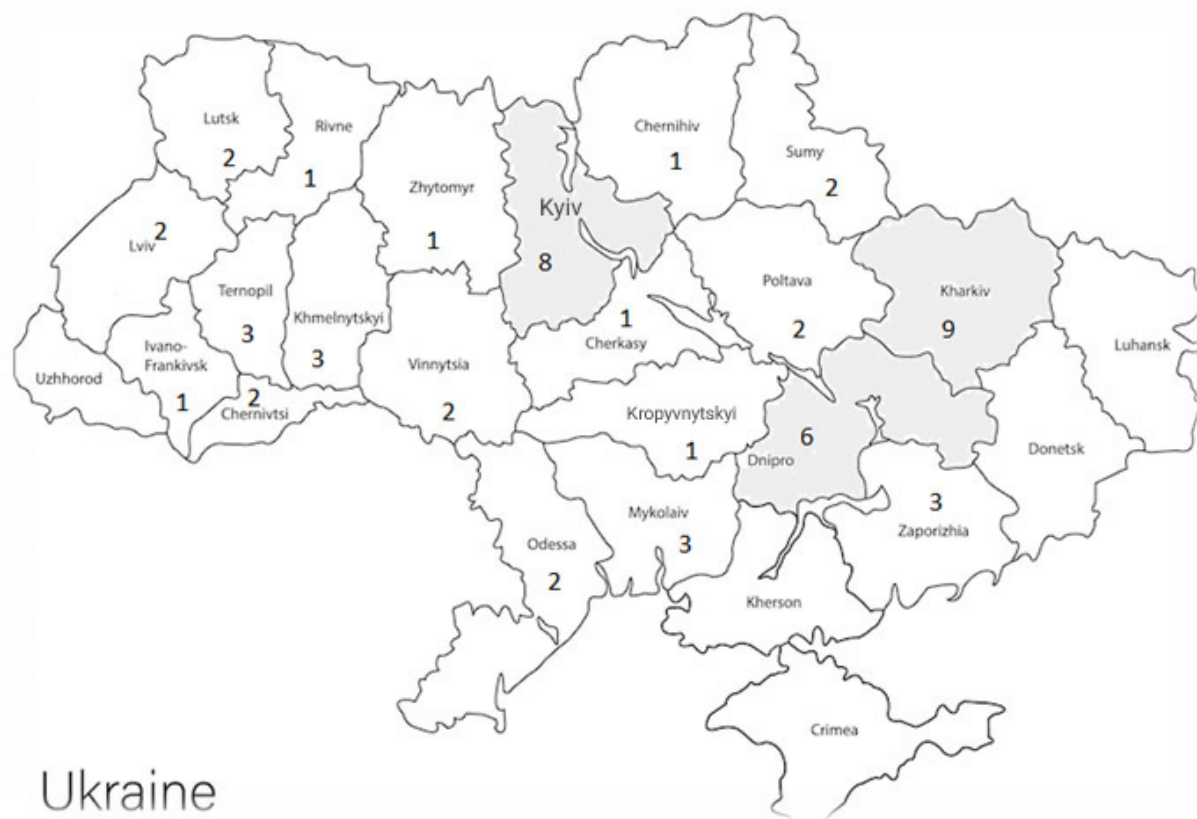 Lutsk
2
Rivne
1
Zhytomyr
1
Kyiv
8
Chernihiv
1
Sumy
2
Lviv
2
Ternopil
3
Khmelnytskyi
3
Vinnytsia
2
Cherkasy
1
Poltava
2
Kharkiv
9
Luhansk
Uzhhorod
Ivano-
Frankivsk
1
Chernivtsi
2
Kropyvnytskyi
1
Dnipro
6
Donetsk
Odessa
2
Mykolaiv
3
Zaporizhia
3
Kherson
Crimea
Ukraine